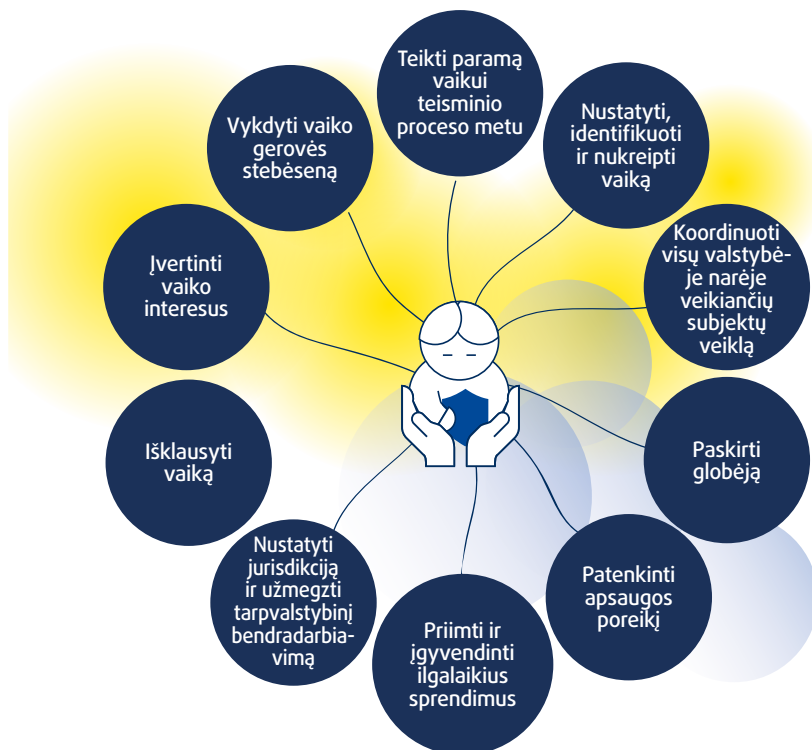 Teikti paramą
vaikui
teisminio
proceso metu
Nustatyti,
identifikuoti
ir nukreipti
vaiką
Koordinuoti
visų valstybė-
je narėje
veikiančių
subjektų
veiklą
Paskirti
globėją
Patenkinti
apsaugos
poreikį
Priimti ir
įgyvendinti
ilgalaikius
sprendimus
Nustatyti
jurisdikciją
ir užmegzti
tarpvalstybinį
bendradarbia-
vimą
Išklausyti
vaiką
Įvertinti
vaiko
interesus
Vykdyti vaiko
gerovės
stebėseną